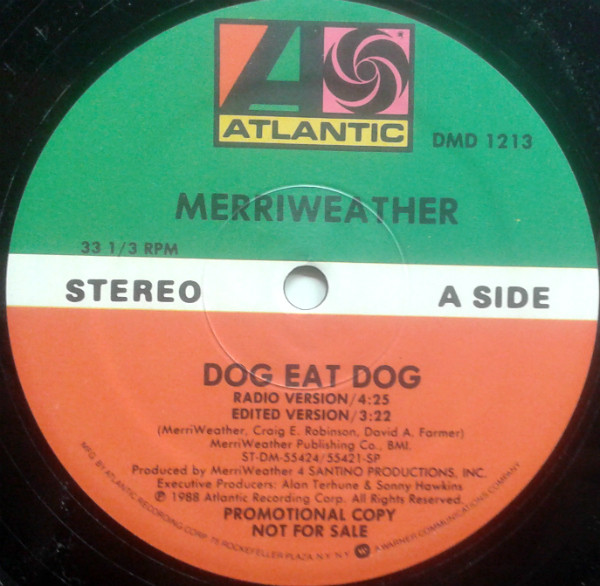 ATLANTIC
DMD 1213
MERRIWEATHER
33 1/3 RPM
STEREO
A SIDE
DOG EAT DOG
RADIO VERSION/4:25
EDITED VERSION/3:22
(MerriWeather, Craig E. Robinson, David A. Farmer)
MerriWeather Publishing Co., BMI.
ST-DM-55424/55421-SP
Produced by MerriWeather 4 SANTINO PRODUCTIONS, INC.
Executive Producers: Alan Terhune & Sonny Hawkins
℗ 1988 Atlantic Recording Corp. All Rights Reserved.
PROMOTIONAL COPY
NOT FOR SALE
MFG. BY ATLANTIC RECORDING CORP. 75 ROCKEFELLER PLAZA, N.Y. N.Y. A WARNER COMMUNICATIONS COMPANY